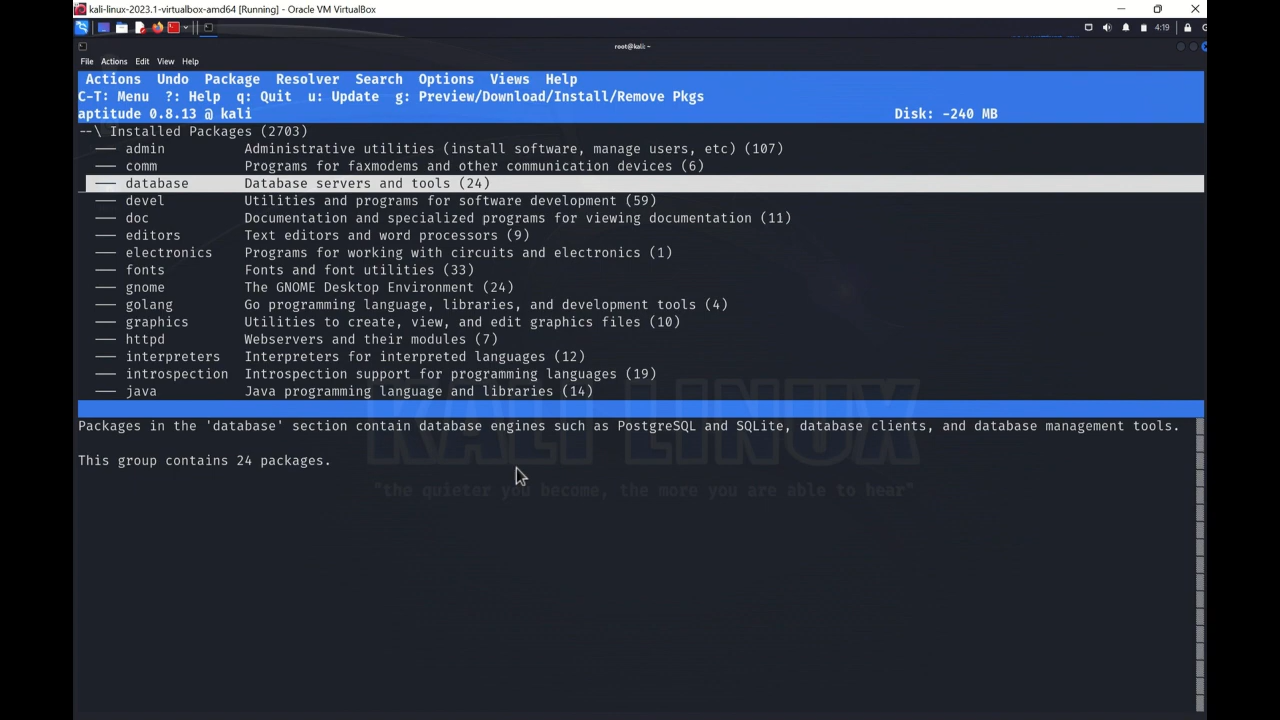 kali-linux-2023.1-virtualbox-amd64 [Running] - Oracle VM VirtualBox
4:19
root@kali: ~
File Actions Edit View Help
Actions Undo Package Resolver Search Options Views Help
C-T: Menu ?: Help q: Quit u: Update g: Preview/Download/Install/Remove Pkgs
aptitude 0.8.13 @ kali Disk: -240 MB
--\ Installed Packages (2703)
── admin Administrative utilities (install software, manage users, etc) (107)
── comm Programs for faxmodems and other communication devices (6)
── database Database servers and tools (24)
── devel Utilities and programs for software development (59)
── doc Documentation and specialized programs for viewing documentation (11)
── editors Text editors and word processors (9)
── electronics Programs for working with circuits and electronics (1)
── fonts Fonts and font utilities (33)
── gnome The GNOME Desktop Environment (24)
── golang Go programming language, libraries, and development tools (4)
── graphics Utilities to create, view, and edit graphics files (10)
── httpd Webservers and their modules (7)
── interpreters Interpreters for interpreted languages (12)
── introspection Introspection support for programming languages (19)
── java Java programming language and libraries (14)
Packages in the 'database' section contain database engines such as PostgreSQL and SQLite, database clients, and database management tools.
This group contains 24 packages.
KALI LINUX
"the quieter you become, the more you are able to hear"